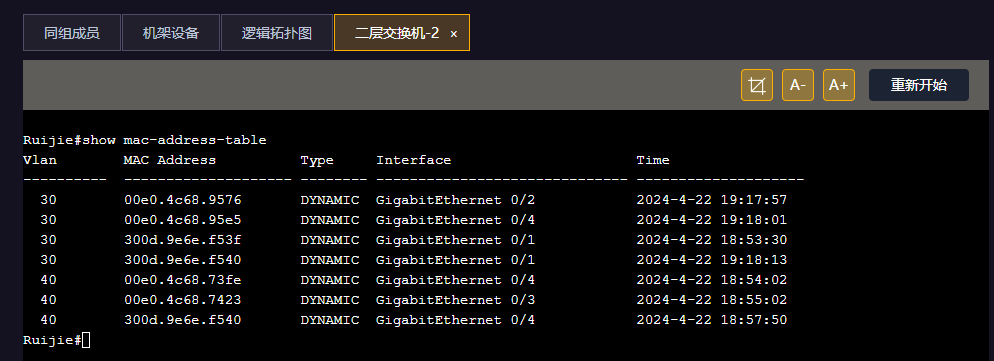 同组成员 机架设备 逻辑拓扑图 二层交换机-2 ×
A- A+ 重新开始
Ruijie#show mac-address-table
Vlan MAC Address Type Interface Time
---------- -------------------- -------- ------------------------------ --------------------
30 00e0.4c68.9576 DYNAMIC GigabitEthernet 0/2 2024-4-22 19:17:57
30 00e0.4c68.95e5 DYNAMIC GigabitEthernet 0/4 2024-4-22 19:18:01
30 300d.9e6e.f53f DYNAMIC GigabitEthernet 0/1 2024-4-22 18:53:30
30 300d.9e6e.f540 DYNAMIC GigabitEthernet 0/1 2024-4-22 19:18:13
40 00e0.4c68.73fe DYNAMIC GigabitEthernet 0/4 2024-4-22 18:54:02
40 00e0.4c68.7423 DYNAMIC GigabitEthernet 0/3 2024-4-22 18:55:02
40 300d.9e6e.f540 DYNAMIC GigabitEthernet 0/4 2024-4-22 18:57:50
Ruijie#